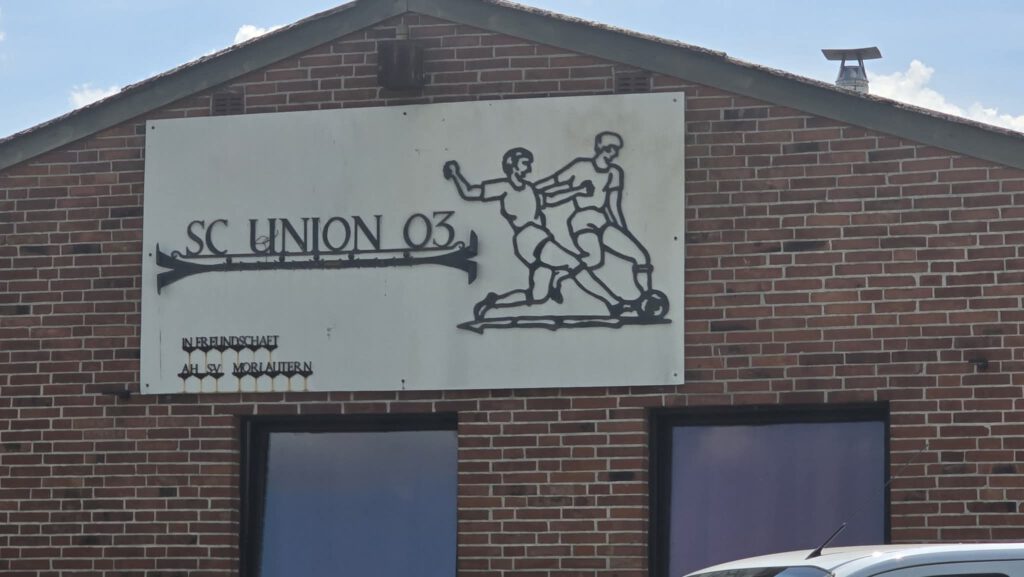 SC UNION 03
IN FREUNDSCHAFT
AH SV MORLAUTERN